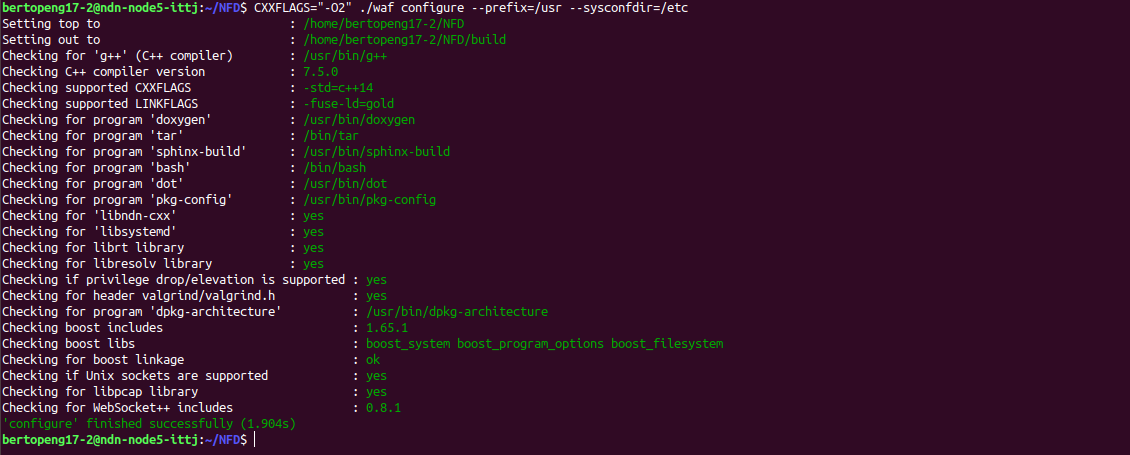 bertopeng17-2@ndn-node5-ittj:~/NFD$ CXXFLAGS="-O2" ./waf configure --prefix=/usr --sysconfdir=/etc
Setting top to : /home/bertopeng17-2/NFD
Setting out to : /home/bertopeng17-2/NFD/build
Checking for 'g++' (C++ compiler) : /usr/bin/g++
Checking C++ compiler version : 7.5.0
Checking supported CXXFLAGS : -std=c++14
Checking supported LINKFLAGS : -fuse-ld=gold
Checking for program 'doxygen' : /usr/bin/doxygen
Checking for program 'tar' : /bin/tar
Checking for program 'sphinx-build' : /usr/bin/sphinx-build
Checking for program 'bash' : /bin/bash
Checking for program 'dot' : /usr/bin/dot
Checking for program 'pkg-config' : /usr/bin/pkg-config
Checking for 'libndn-cxx' : yes
Checking for 'libsystemd' : yes
Checking for librt library : yes
Checking for libresolv library : yes
Checking if privilege drop/elevation is supported : yes
Checking for header valgrind/valgrind.h : yes
Checking for program 'dpkg-architecture' : /usr/bin/dpkg-architecture
Checking boost includes : 1.65.1
Checking boost libs : boost_system boost_program_options boost_filesystem
Checking for boost linkage : ok
Checking if Unix sockets are supported : yes
Checking for libpcap library : yes
Checking for WebSocket++ includes : 0.8.1
'configure' finished successfully (1.904s)
bertopeng17-2@ndn-node5-ittj:~/NFD$